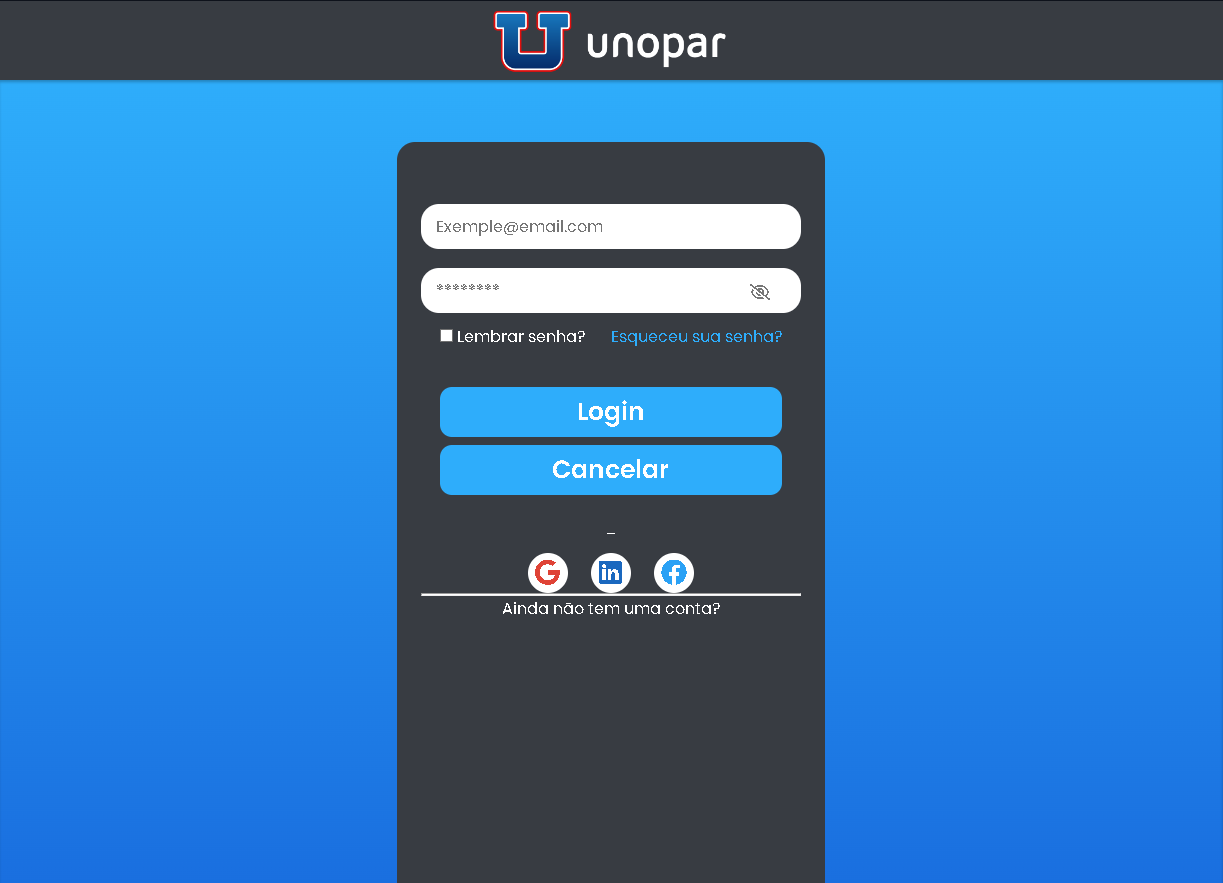 unopar
Exemple@email.com
********
Lembrar senha? Esqueceu sua senha?
Login
Cancelar
_
Ainda não tem uma conta?